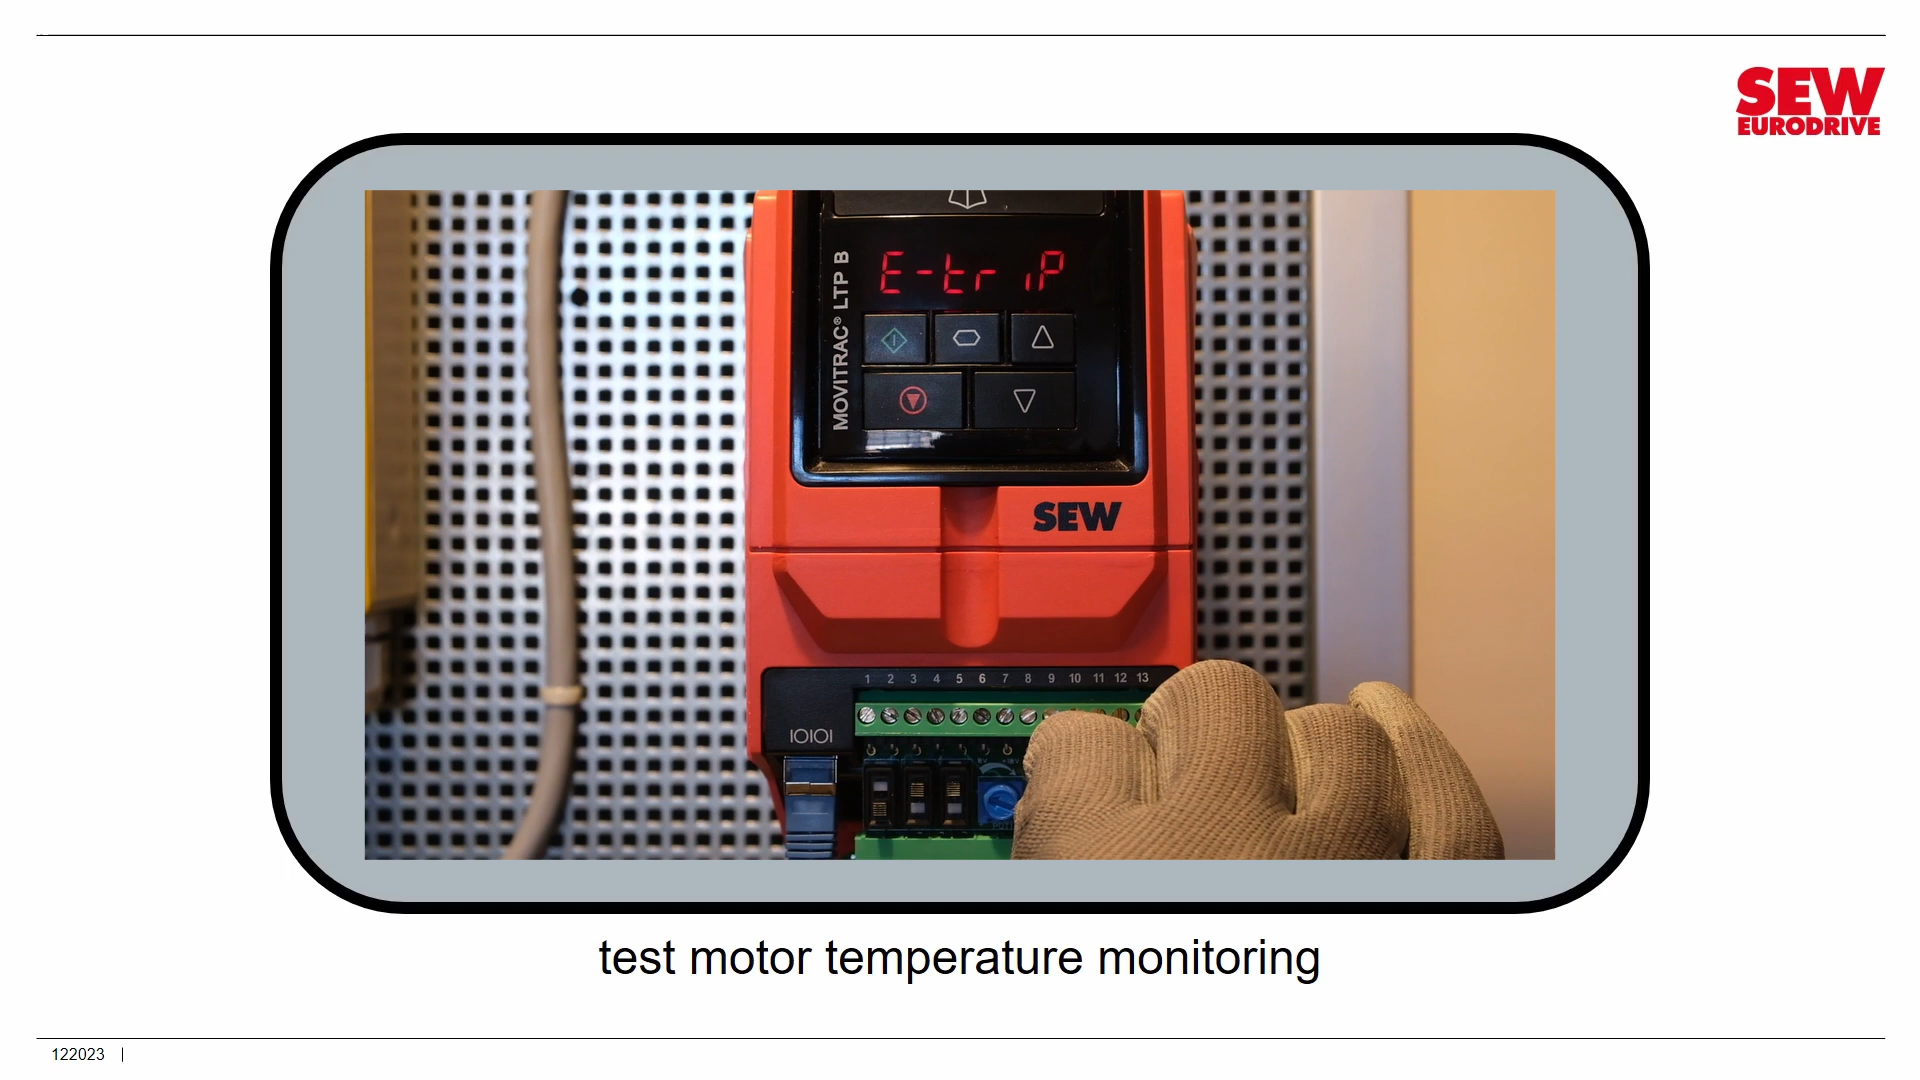 SEW
EURODRIVE
E-triP
MOVITRAC® LTP B
SEW
1 2 3 4 5 6 7 8 9 10 11 12 13
IOIOI
test motor temperature monitoring
122023 |